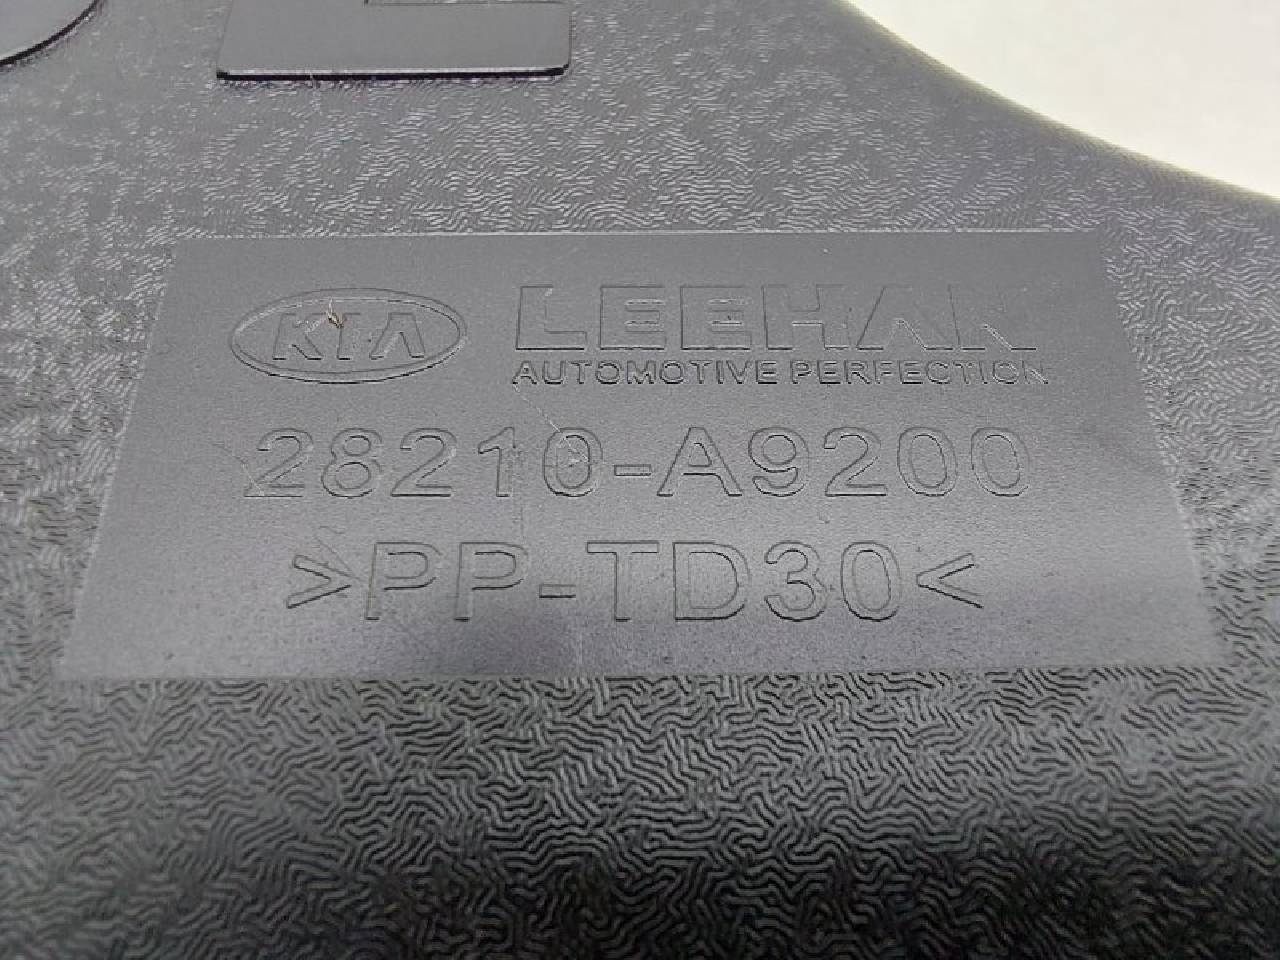 KIA LEEHAN
AUTOMOTIVE PERFECTION
28210-A9200
>PP-TD30<